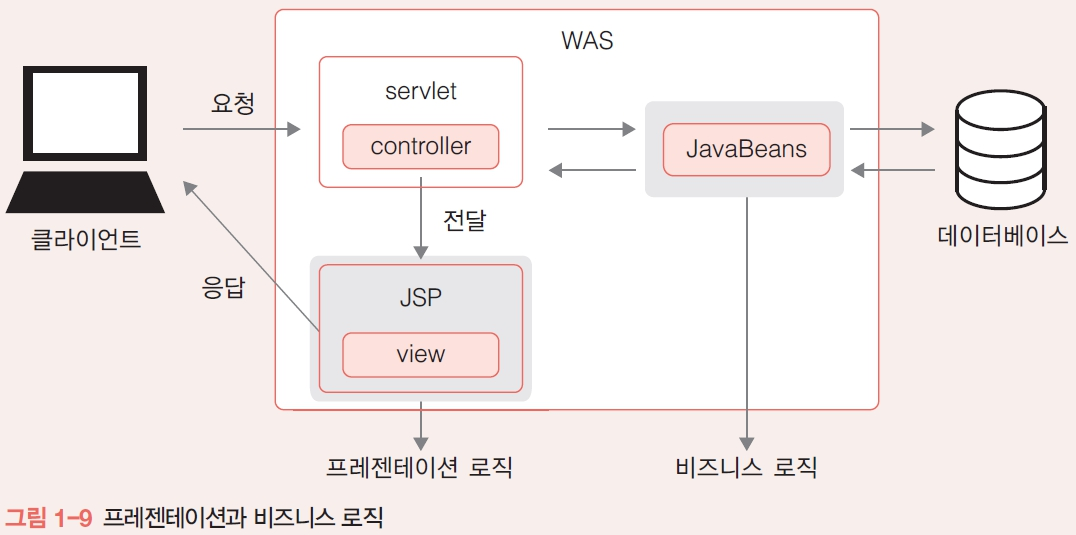 WAS
servlet
요청
controller
JavaBeans
전달
클라이언트
데이터베이스
응답
JSP
view
프레젠테이션 로직
비즈니스 로직
그림 1-9 프레젠테이션과 비즈니스 로직